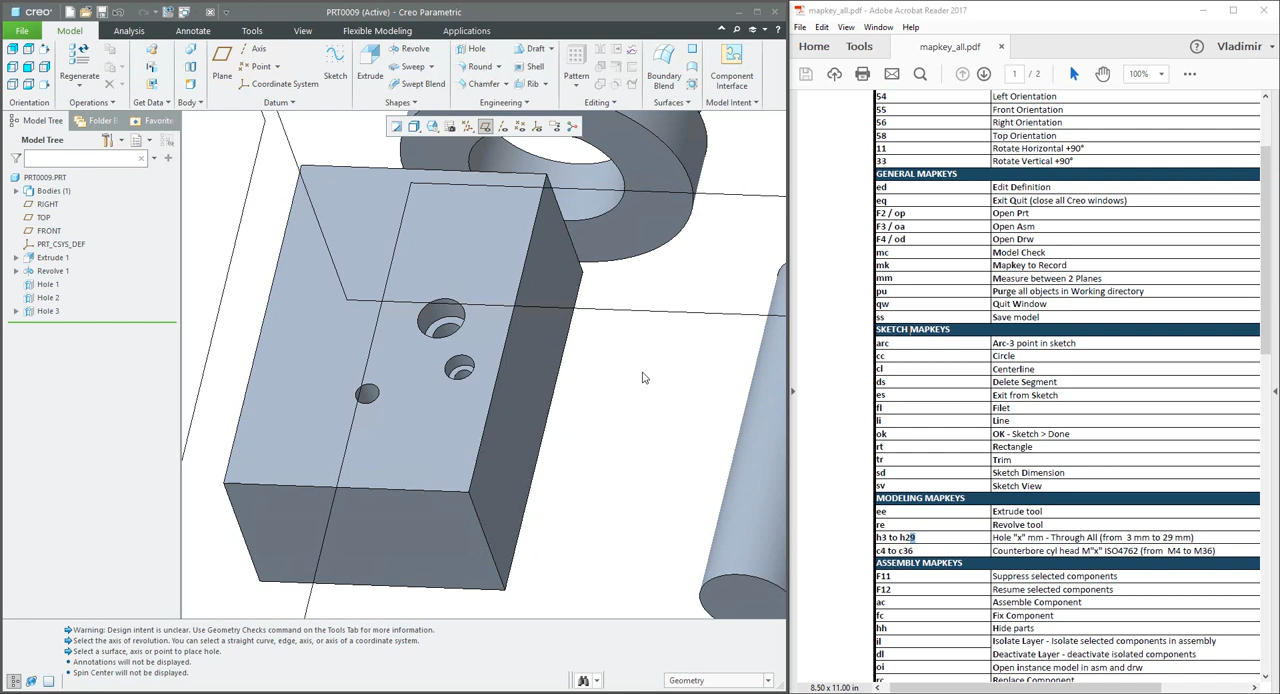 creo
PRT0009 (Active) - Creo Parametric
File
Model
Analysis
Annotate
Tools
View
Flexible Modeling
Applications
Regenerate
Plane
Axis
Point
Coordinate System
Sketch
Extrude
Revolve
Sweep
Swept Blend
Hole
Round
Chamfer
Draft
Shell
Rib
Pattern
Boundary
Blend
Component
Interface
Orientation
Operations
Get Data
Body
Datum
Shapes
Engineering
Editing
Surfaces
Model Intent
Model Tree
Folder
Favorite
Model Tree
PRT0009.PRT
Bodies (1)
RIGHT
TOP
FRONT
PRT_CSYS_DEF
Extrude 1
Revolve 1
Hole 1
Hole 2
Hole 3
Warning: Design intent is unclear. Use Geometry Checks command on the Tools Tab for more information.
Select the axis of revolution. You can select a straight curve, edge, axis, or axis of a coordinate system.
Select a surface, axis or point to place hole.
Annotations will not be displayed.
Spin Center will not be displayed.
Geometry
mapkey_all.pdf - Adobe Acrobat Reader 2017
File Edit View Window Help
Home Tools mapkey_all.pdf Vladimir
1 / 2 100%
54 Left Orientation
55 Front Orientation
56 Right Orientation
58 Top Orientation
11 Rotate Horizontal +90°
33 Rotate Vertical +90°
GENERAL MAPKEYS
ed Edit Definition
eq Exit Quit (close all Creo windows)
F2 / op Open Prt
F3 / oa Open Asm
F4 / od Open Drw
mc Model Check
mk Mapkey to Record
mm Measure between 2 Planes
pu Purge all objects in Working directory
qw Quit Window
ss Save model
SKETCH MAPKEYS
arc Arc-3 point in sketch
cc Circle
cl Centerline
ds Delete Segment
es Exit from Sketch
fl Filet
li Line
ok OK - Sketch > Done
rt Rectangle
tr Trim
sd Sketch Dimension
sv Sketch View
MODELING MAPKEYS
ee Extrude tool
re Revolve tool
h3 to h29 Hole "x" mm - Through All (from 3 mm to 29 mm)
c4 to c36 Counterbore cyl head M"x" ISO4762 (from M4 to M36)
ASSEMBLY MAPKEYS
F11 Suppress selected components
F12 Resume selected components
ac Assemble Component
fc Fix Component
hh Hide parts
il Isolate Layer - Isolate selected components in assembly
dl Deactivate Layer - deactivate isolated components
oi Open instance model in asm and drw
rc Replace Component
8.50 x 11.00 in